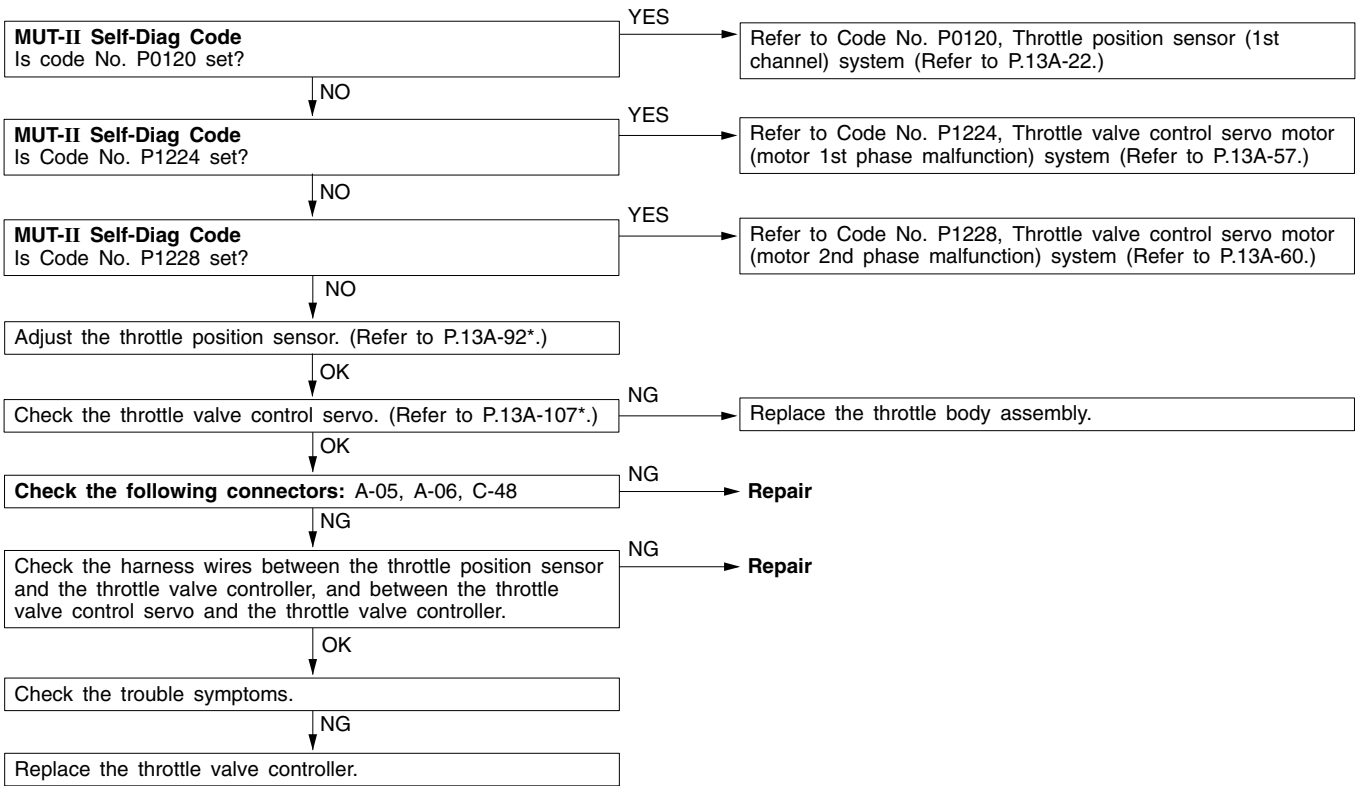 MUT-II Self-Diag Code
Is code No. P0120 set?
YES
Refer to Code No. P0120, Throttle position sensor (1st
channel) system (Refer to P.13A-22.)
NO
MUT-II Self-Diag Code
Is Code No. P1224 set?
YES
Refer to Code No. P1224, Throttle valve control servo motor
(motor 1st phase malfunction) system (Refer to P.13A-57.)
NO
MUT-II Self-Diag Code
Is Code No. P1228 set?
YES
Refer to Code No. P1228, Throttle valve control servo motor
(motor 2nd phase malfunction) system (Refer to P.13A-60.)
NO
Adjust the throttle position sensor. (Refer to P.13A-92*.)
OK
Check the throttle valve control servo. (Refer to P.13A-107*.)
NG
Replace the throttle body assembly.
OK
Check the following connectors: A-05, A-06, C-48
NG
Repair
NG
Check the harness wires between the throttle position sensor
and the throttle valve controller, and between the throttle
valve control servo and the throttle valve controller.
NG
Repair
OK
Check the trouble symptoms.
NG
Replace the throttle valve controller.